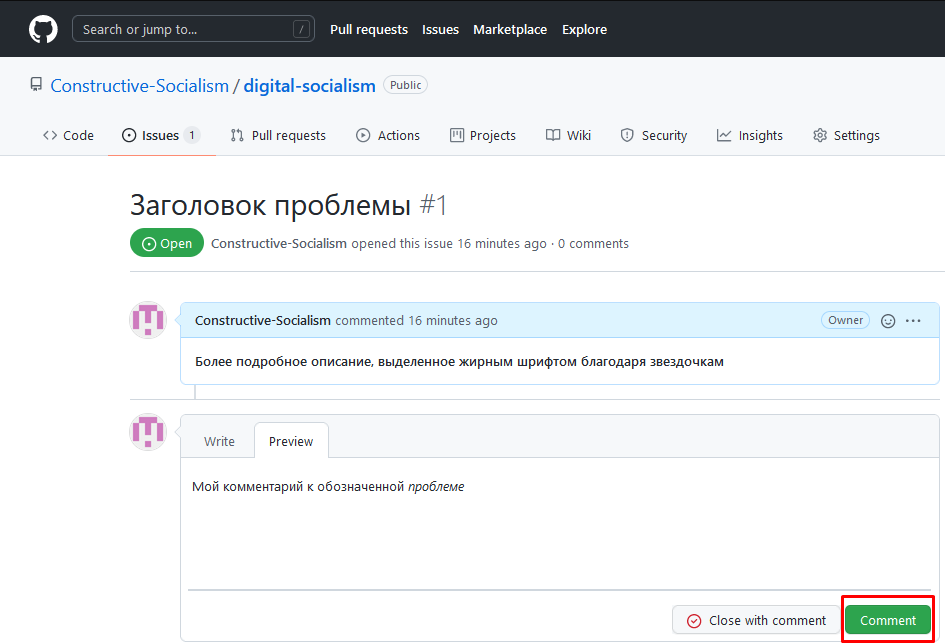 Search or jump to... / Pull requests Issues Marketplace Explore
Constructive-Socialism / digital-socialism Public
Code Issues 1 Pull requests Actions Projects Wiki Security Insights Settings
Заголовок проблемы #1
Open Constructive-Socialism opened this issue 16 minutes ago · 0 comments
Constructive-Socialism commented 16 minutes ago Owner ...
Более подробное описание, выделенное жирным шрифтом благодаря звездочкам
Write Preview
Мой комментарий к обозначенной проблеме
Close with comment Comment